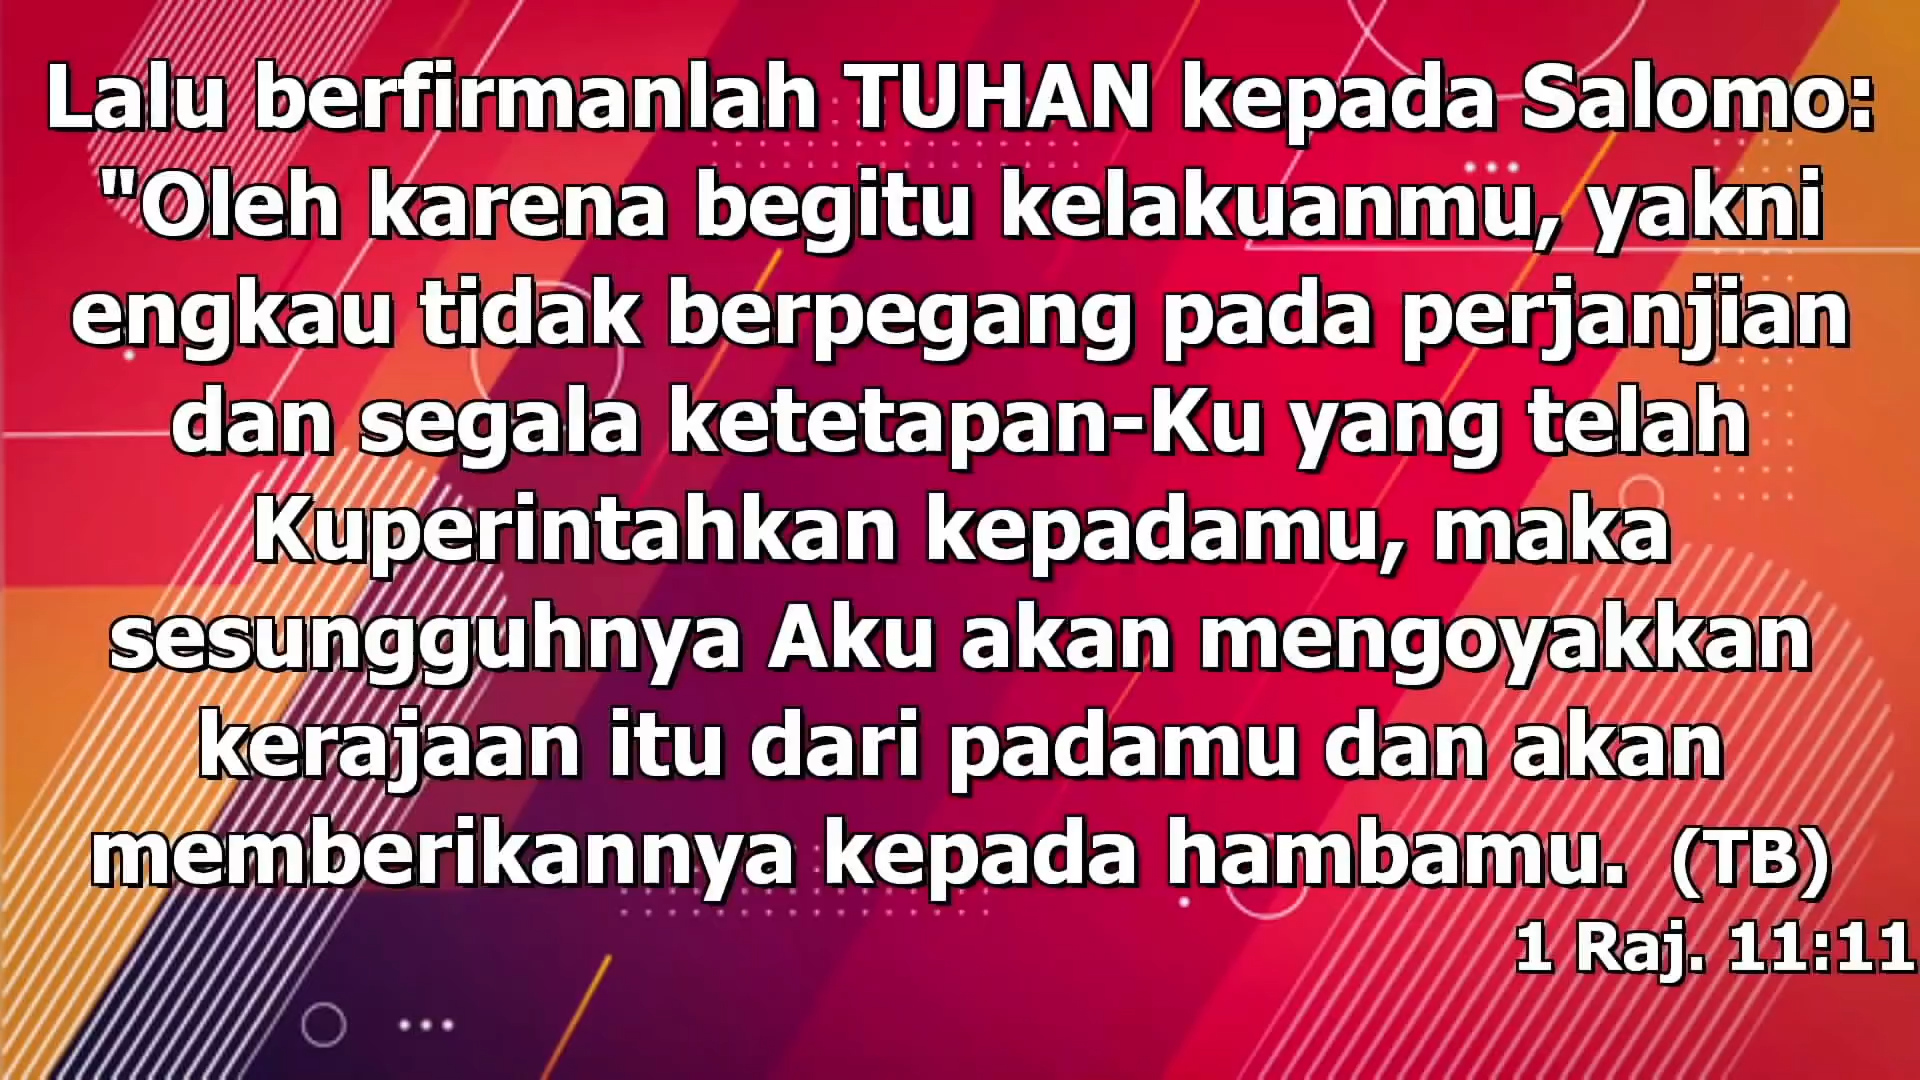 Lalu berfirmanlah TUHAN kepada Salomo:
"Oleh karena begitu kelakuanmu, yakni
engkau tidak berpegang pada perjanjian
dan segala ketetapan-Ku yang telah
Kuperintahkan kepadamu, maka
sesungguhnya Aku akan mengoyakkan
kerajaan itu dari padamu dan akan
memberikannya kepada hambamu. (TB)
1 Raj. 11:11